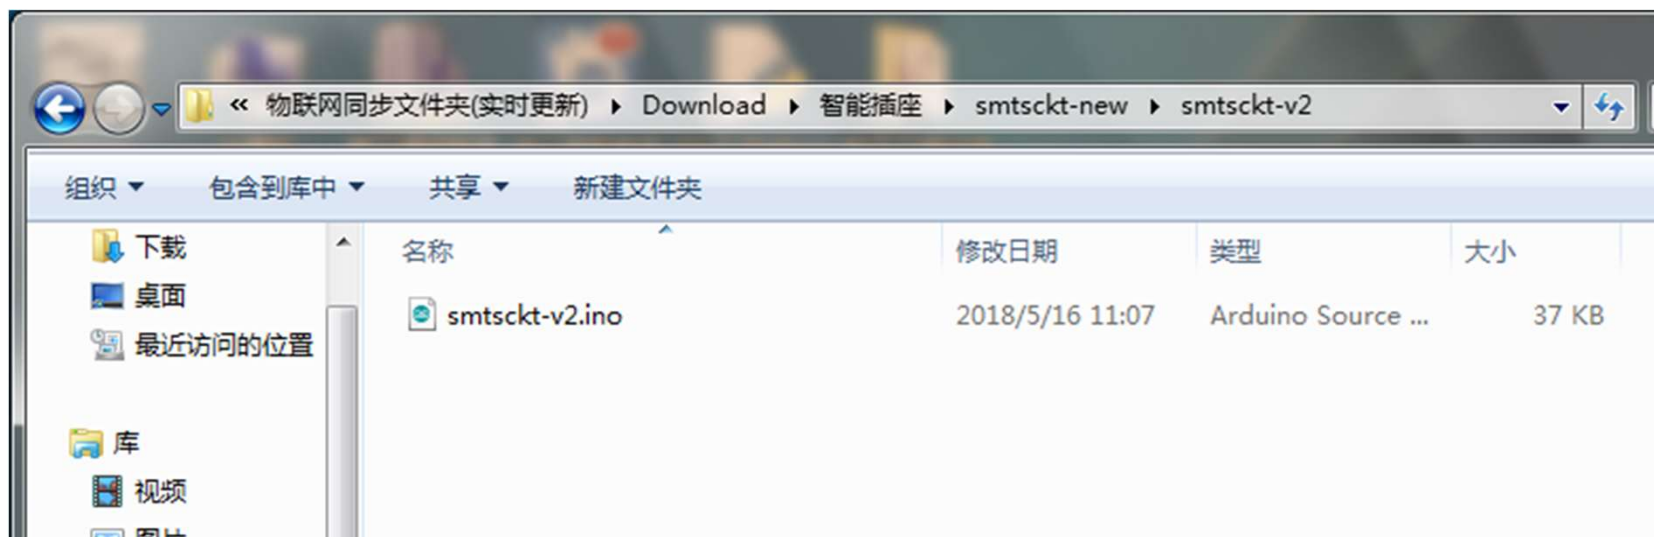 « 物联网同步文件夹(实时更新) Download 智能插座 smtsckt-new smtsckt-v2
组织 包含到库中 共享 新建文件夹
下载
桌面
最近访问的位置
库
视频
图片
名称 修改日期 类型 大小
smtsckt-v2.ino 2018/5/16 11:07 Arduino Source ... 37 KB